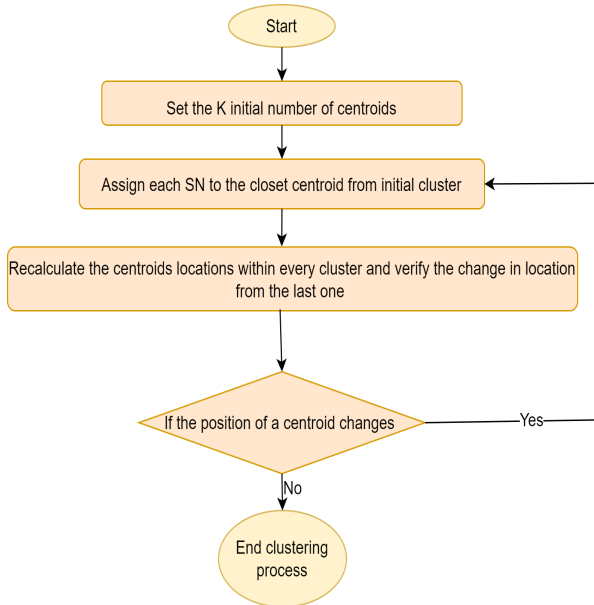 Start
Set the K initial number of centroids
Assign each SN to the closet centroid from initial cluster
Recalculate the centroids locations within every cluster and verify the change in location
from the last one
If the position of a centroid changes
Yes
No
End clustering
process